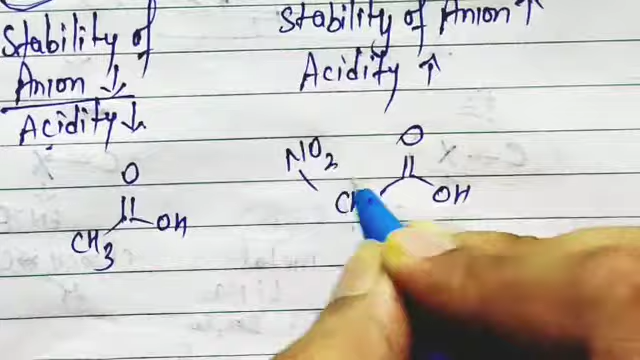 Stability of
Anion ↓
Acidity ↓
Stability of Anion ↑
Acidity ↑
O
CH3
OH
NO2
O
OH